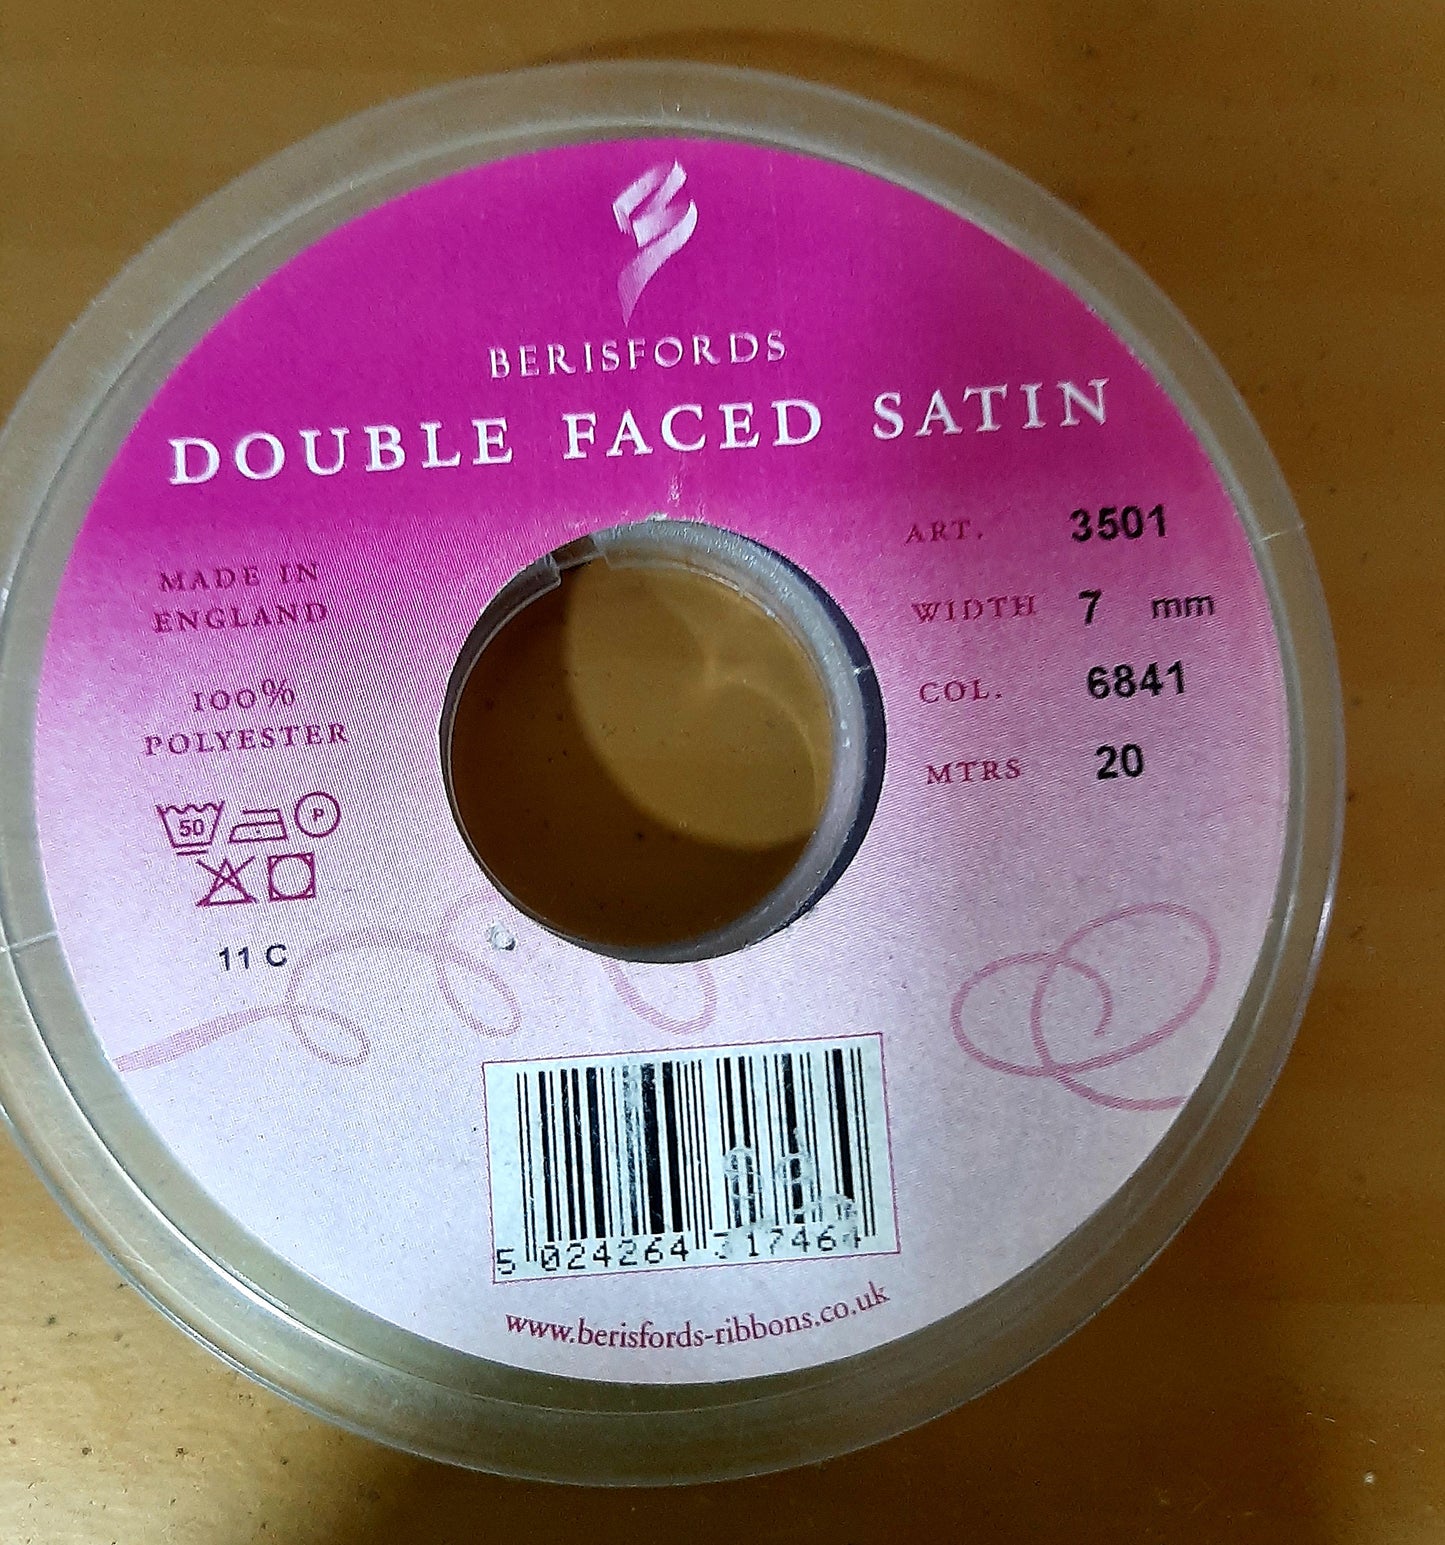 BERISFORDS
DOUBLE FACED SATIN
MADE IN
ENGLAND
100%
POLYESTER
50
P
11 C
ART. 3501
WIDTH 7 mm
COL. 6841
MTRS 20
5 024264 317464
www.berisfords-ribbons.co.uk